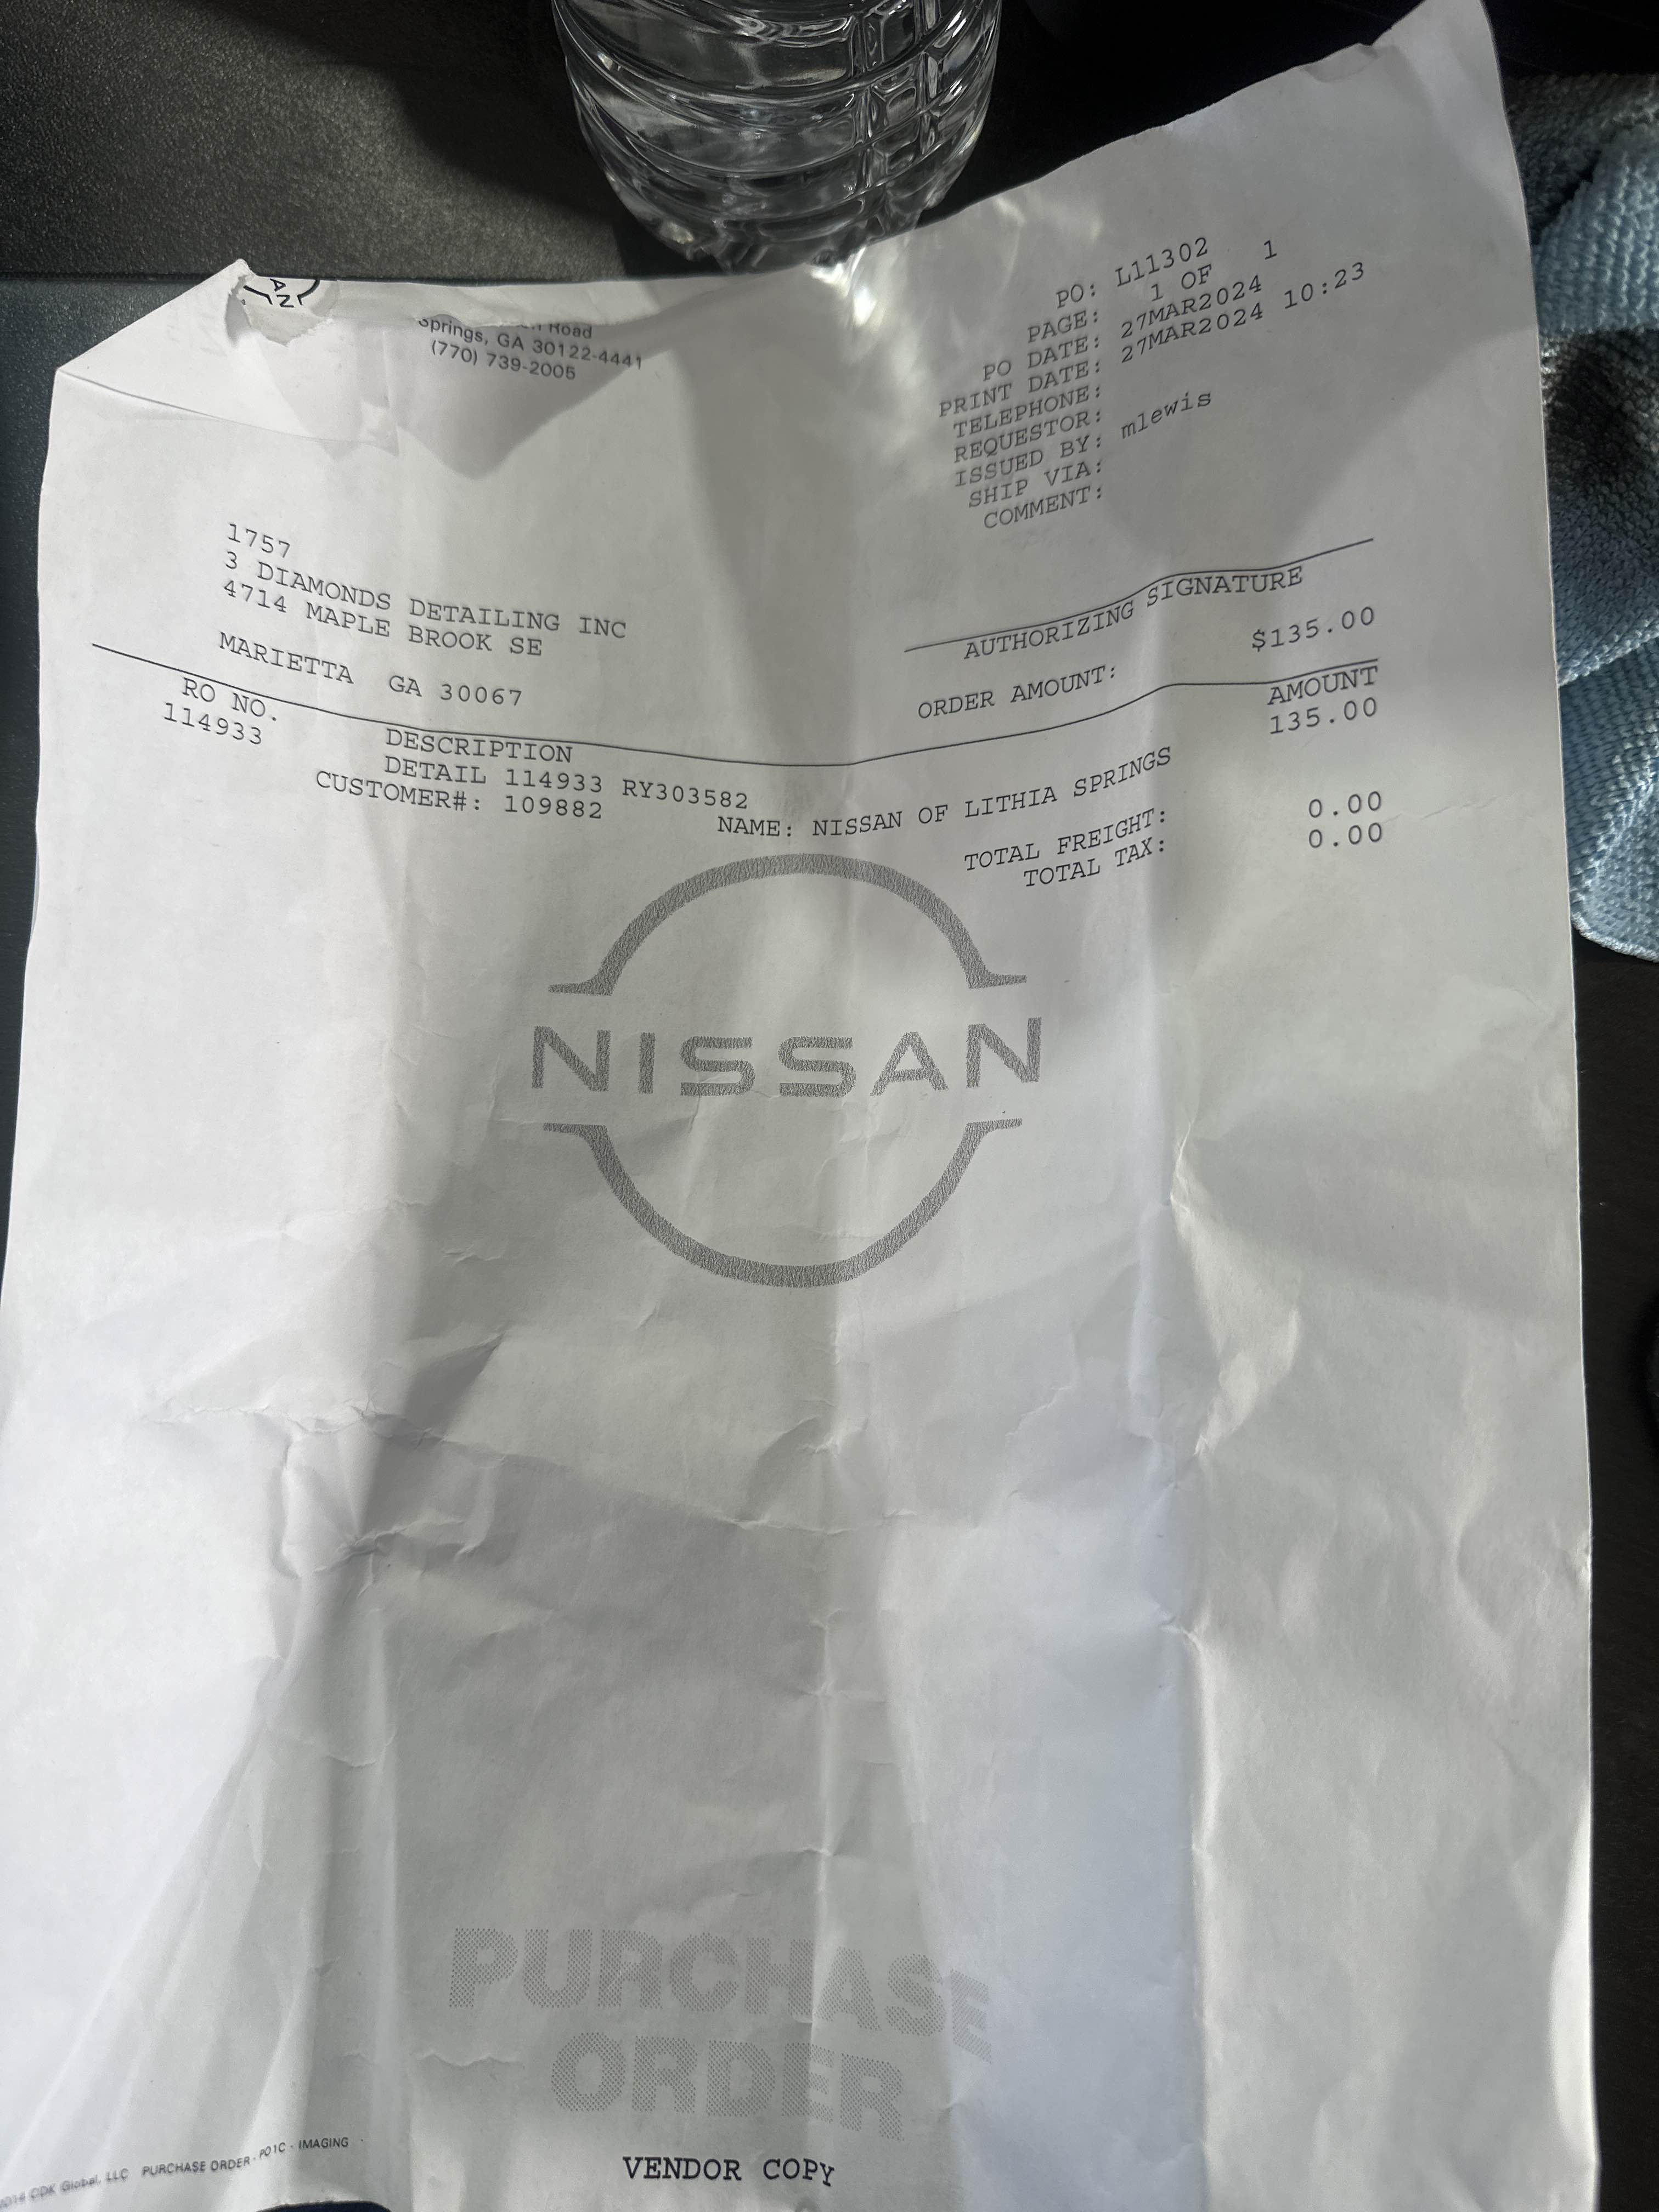 AN
Road
Springs, GA 30122-4441
(770) 739-2005
PO: L11302
PAGE: 1 OF 1
PO DATE: 27MAR2024
PRINT DATE: 27MAR2024 10:23
TELEPHONE:
REQUESTOR:
ISSUED BY: mlewis
SHIP VIA:
COMMENT:
1757
3 DIAMONDS DETAILING INC
4714 MAPLE BROOK SE
MARIETTA GA 30067
AUTHORIZING SIGNATURE
ORDER AMOUNT: $135.00
RO NO. DESCRIPTION AMOUNT
114933 DETAIL 114933 RY303582 135.00
CUSTOMER#: 109882 NAME: NISSAN OF LITHIA SPRINGS
TOTAL FREIGHT: 0.00
TOTAL TAX: 0.00
NISSAN
PURCHASE
ORDER
CDK Global, LLC PURCHASE ORDER - P01C - IMAGING
VENDOR COPY